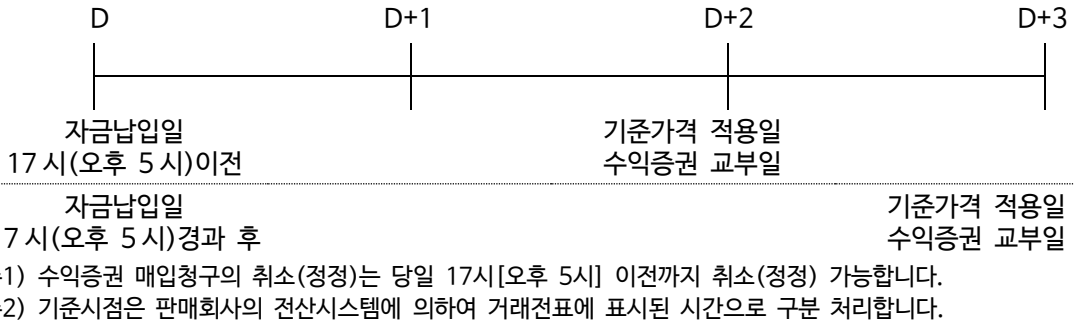 D D+1 D+2 D+3
자금납입일 기준가격 적용일
17시(오후 5시)이전 수익증권 교부일
자금납입일 기준가격 적용일
7시(오후 5시)경과 후 수익증권 교부일
1) 수익증권 매입청구의 취소(정정)는 당일 17시[오후 5시] 이전까지 취소(정정) 가능합니다.
2) 기준시점은 판매회사의 전산시스템에 의하여 거래전표에 표시된 시간으로 구분 처리합니다.